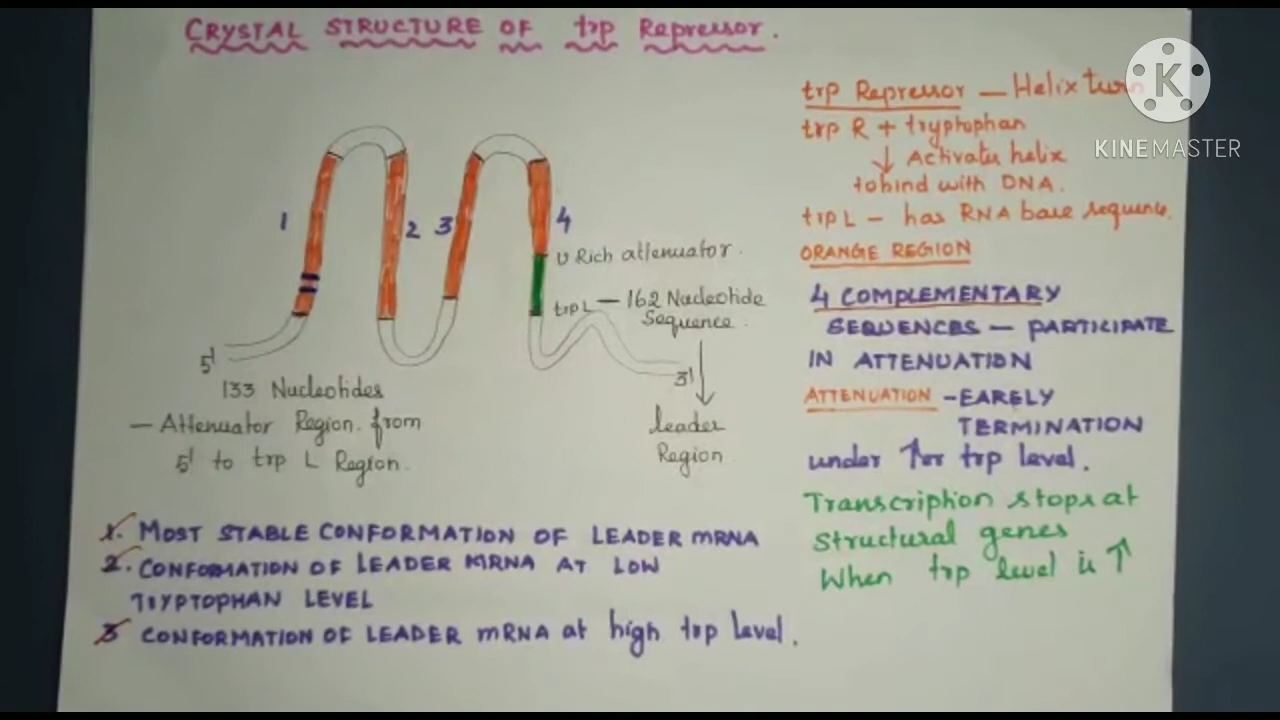 CRYSTAL STRUCTURE OF trp Repressor.
trp Repressor — Helix turn
trp R + tryptophan
↓ Activates helix
to bind with DNA.
trp L – has RNA base sequence.
ORANGE REGION
4 COMPLEMENTARY
SEQUENCES — PARTICIPATE
IN ATTENUATION
ATTENUATION - EARELY
TERMINATION
under ↑er trp level.
Transcription stops at
structural genes
When trp level is ↑
K
KINEMASTER
1
2
3
4
U Rich attenuator.
trp L — 162 Nucleotide
Sequence.
5'
3'
133 Nucleotides
— Attenuator Region. from
5' to trp L Region.
leader
Region
1. MOST STABLE CONFORMATION OF LEADER mRNA
2. CONFORMATION OF LEADER MRNA AT LOW
TRYPTOPHAN LEVEL
3 CONFORMATION OF LEADER mRNA at high trp level.